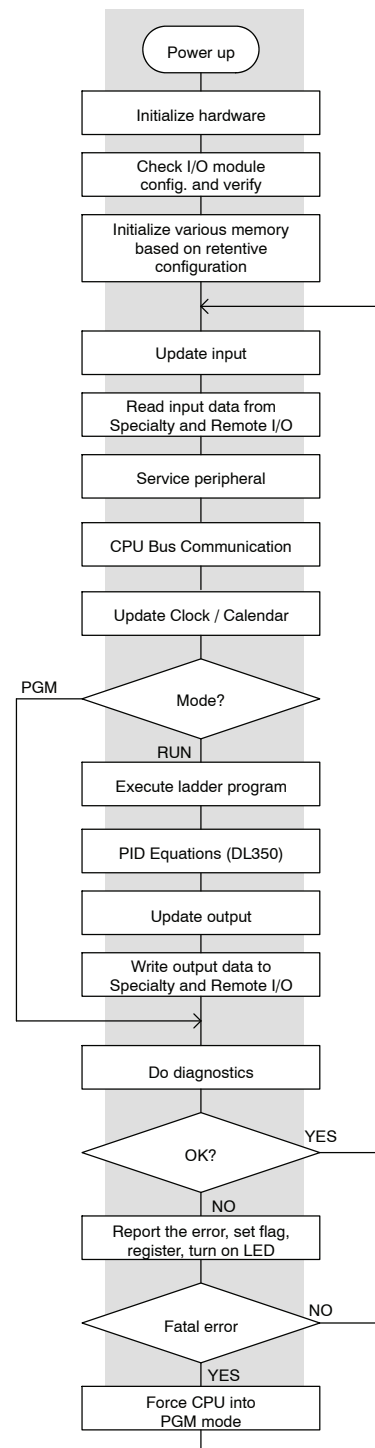 Power up
Initialize hardware
Check I/O module
config. and verify
Initialize various memory
based on retentive
configuration
Update input
Read input data from
Specialty and Remote I/O
Service peripheral
CPU Bus Communication
Update Clock / Calendar
PGM
Mode?
RUN
Execute ladder program
PID Equations (DL350)
Update output
Write output data to
Specialty and Remote I/O
Do diagnostics
YES
OK?
NO
Report the error, set flag,
register, turn on LED
NO
Fatal error
YES
Force CPU into
PGM mode